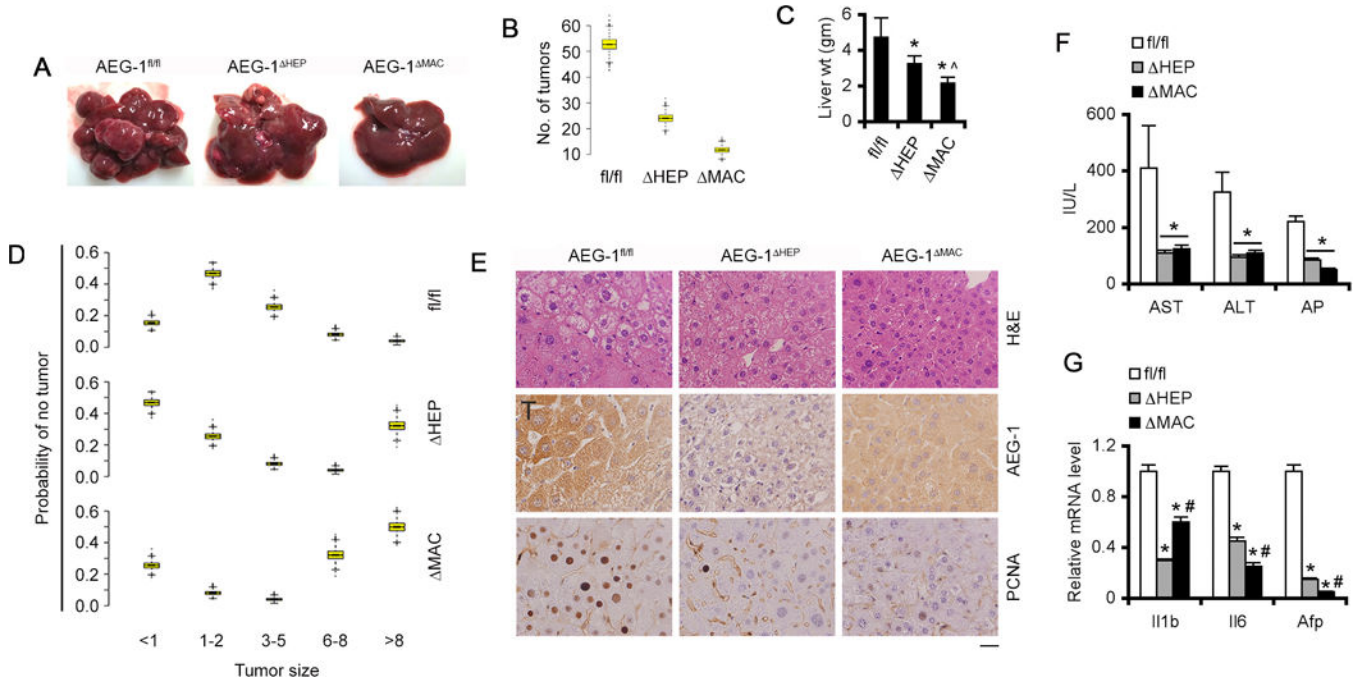 A
AEG-1fl/fl
AEG-1ΔHEP
AEG-1ΔMAC
B
No. of tumors
60
50
40
30
20
10
fl/fl
ΔHEP
ΔMAC
C
Liver wt (gm)
6
4
2
0
*
* ^
fl/fl
ΔHEP
ΔMAC
D
Probability of no tumor
0.6
0.4
0.2
0.0
fl/fl
0.6
0.4
0.2
0.0
ΔHEP
0.6
0.4
0.2
0.0
ΔMAC
<1
1-2
3-5
6-8
>8
Tumor size
E
AEG-1fl/fl
AEG-1ΔHEP
AEG-1ΔMAC
H&E
T
AEG-1
PCNA
F
fl/fl
ΔHEP
ΔMAC
IU/L
600
400
200
0
*
*
*
AST
ALT
AP
G
fl/fl
ΔHEP
ΔMAC
Relative mRNA level
1.2
0.8
0.4
0
*
* #
*
* #
*
* #
Il1b
Il6
Afp